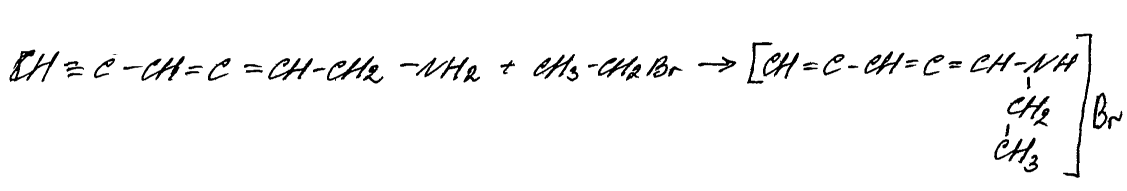 CH≡C-CH=C=CH-CH2-NH2 + CH3-CH2Br → [CH=C-CH=C=CH-NH] Br
CH2
CH3